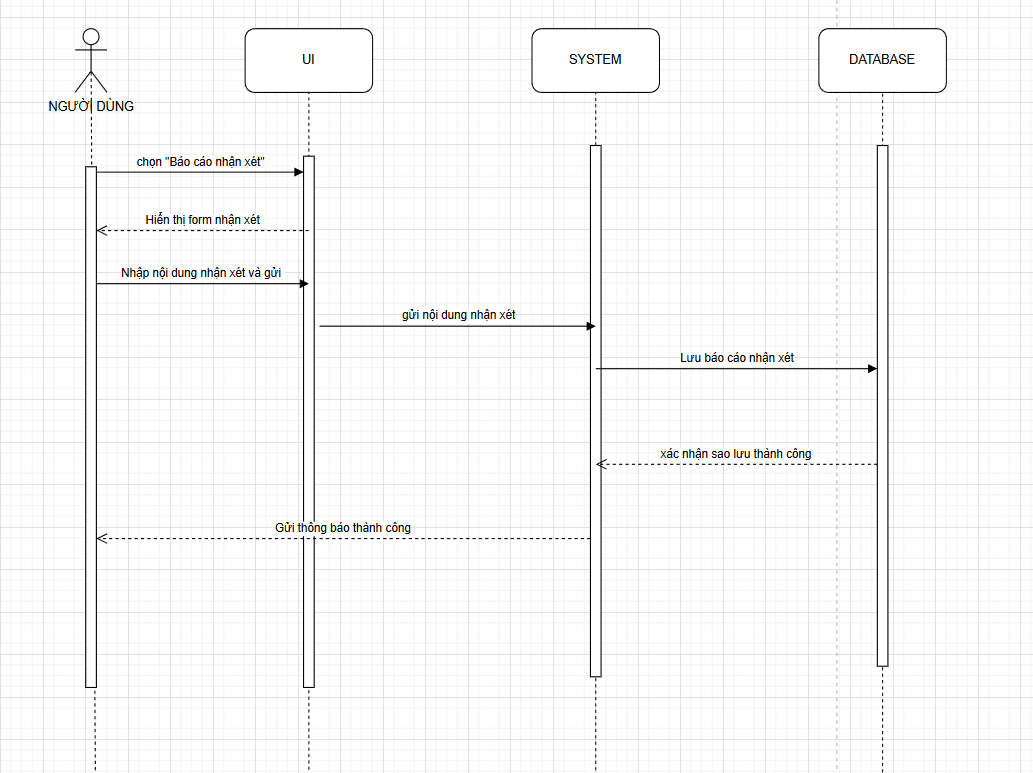 UI
SYSTEM
DATABASE
NGƯỜI DÙNG
chọn "Báo cáo nhận xét"
Hiển thị form nhận xét
Nhập nội dung nhận xét và gửi
gửi nội dung nhận xét
Lưu báo cáo nhận xét
xác nhận sao lưu thành công
Gửi thông báo thành công